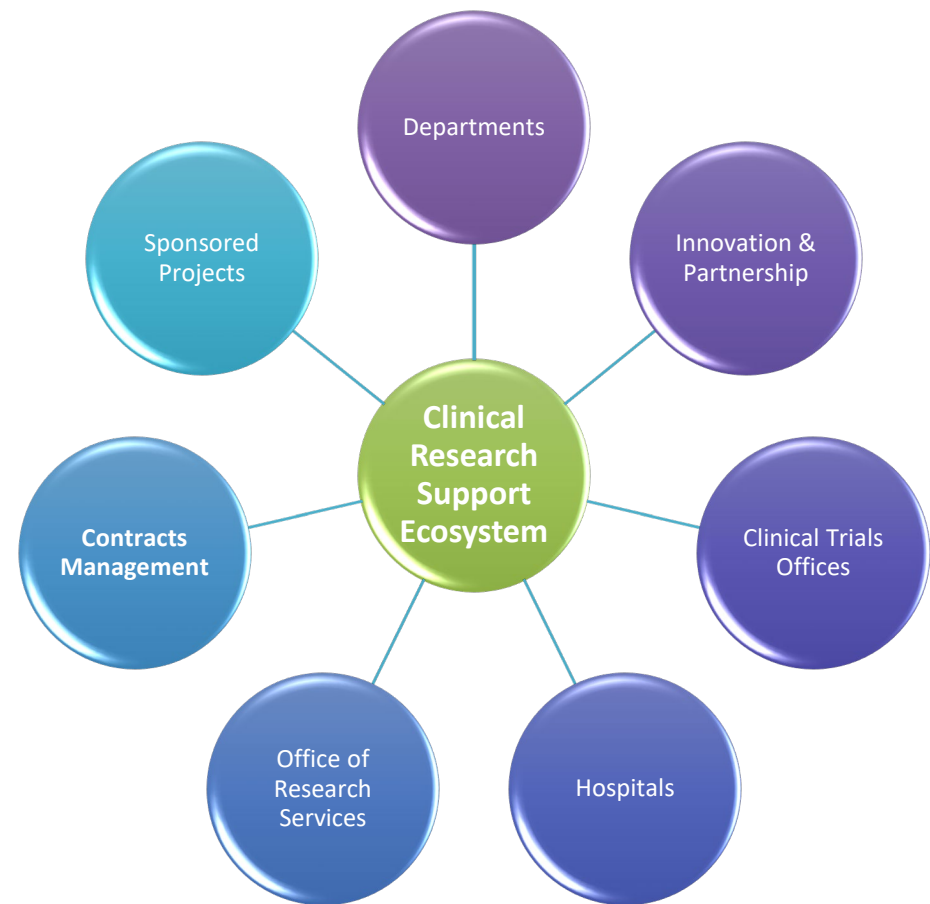 Departments
Innovation &
Partnership
Clinical Trials
Offices
Hospitals
Office of
Research
Services
Contracts
Management
Sponsored
Projects
Clinical
Research
Support
Ecosystem